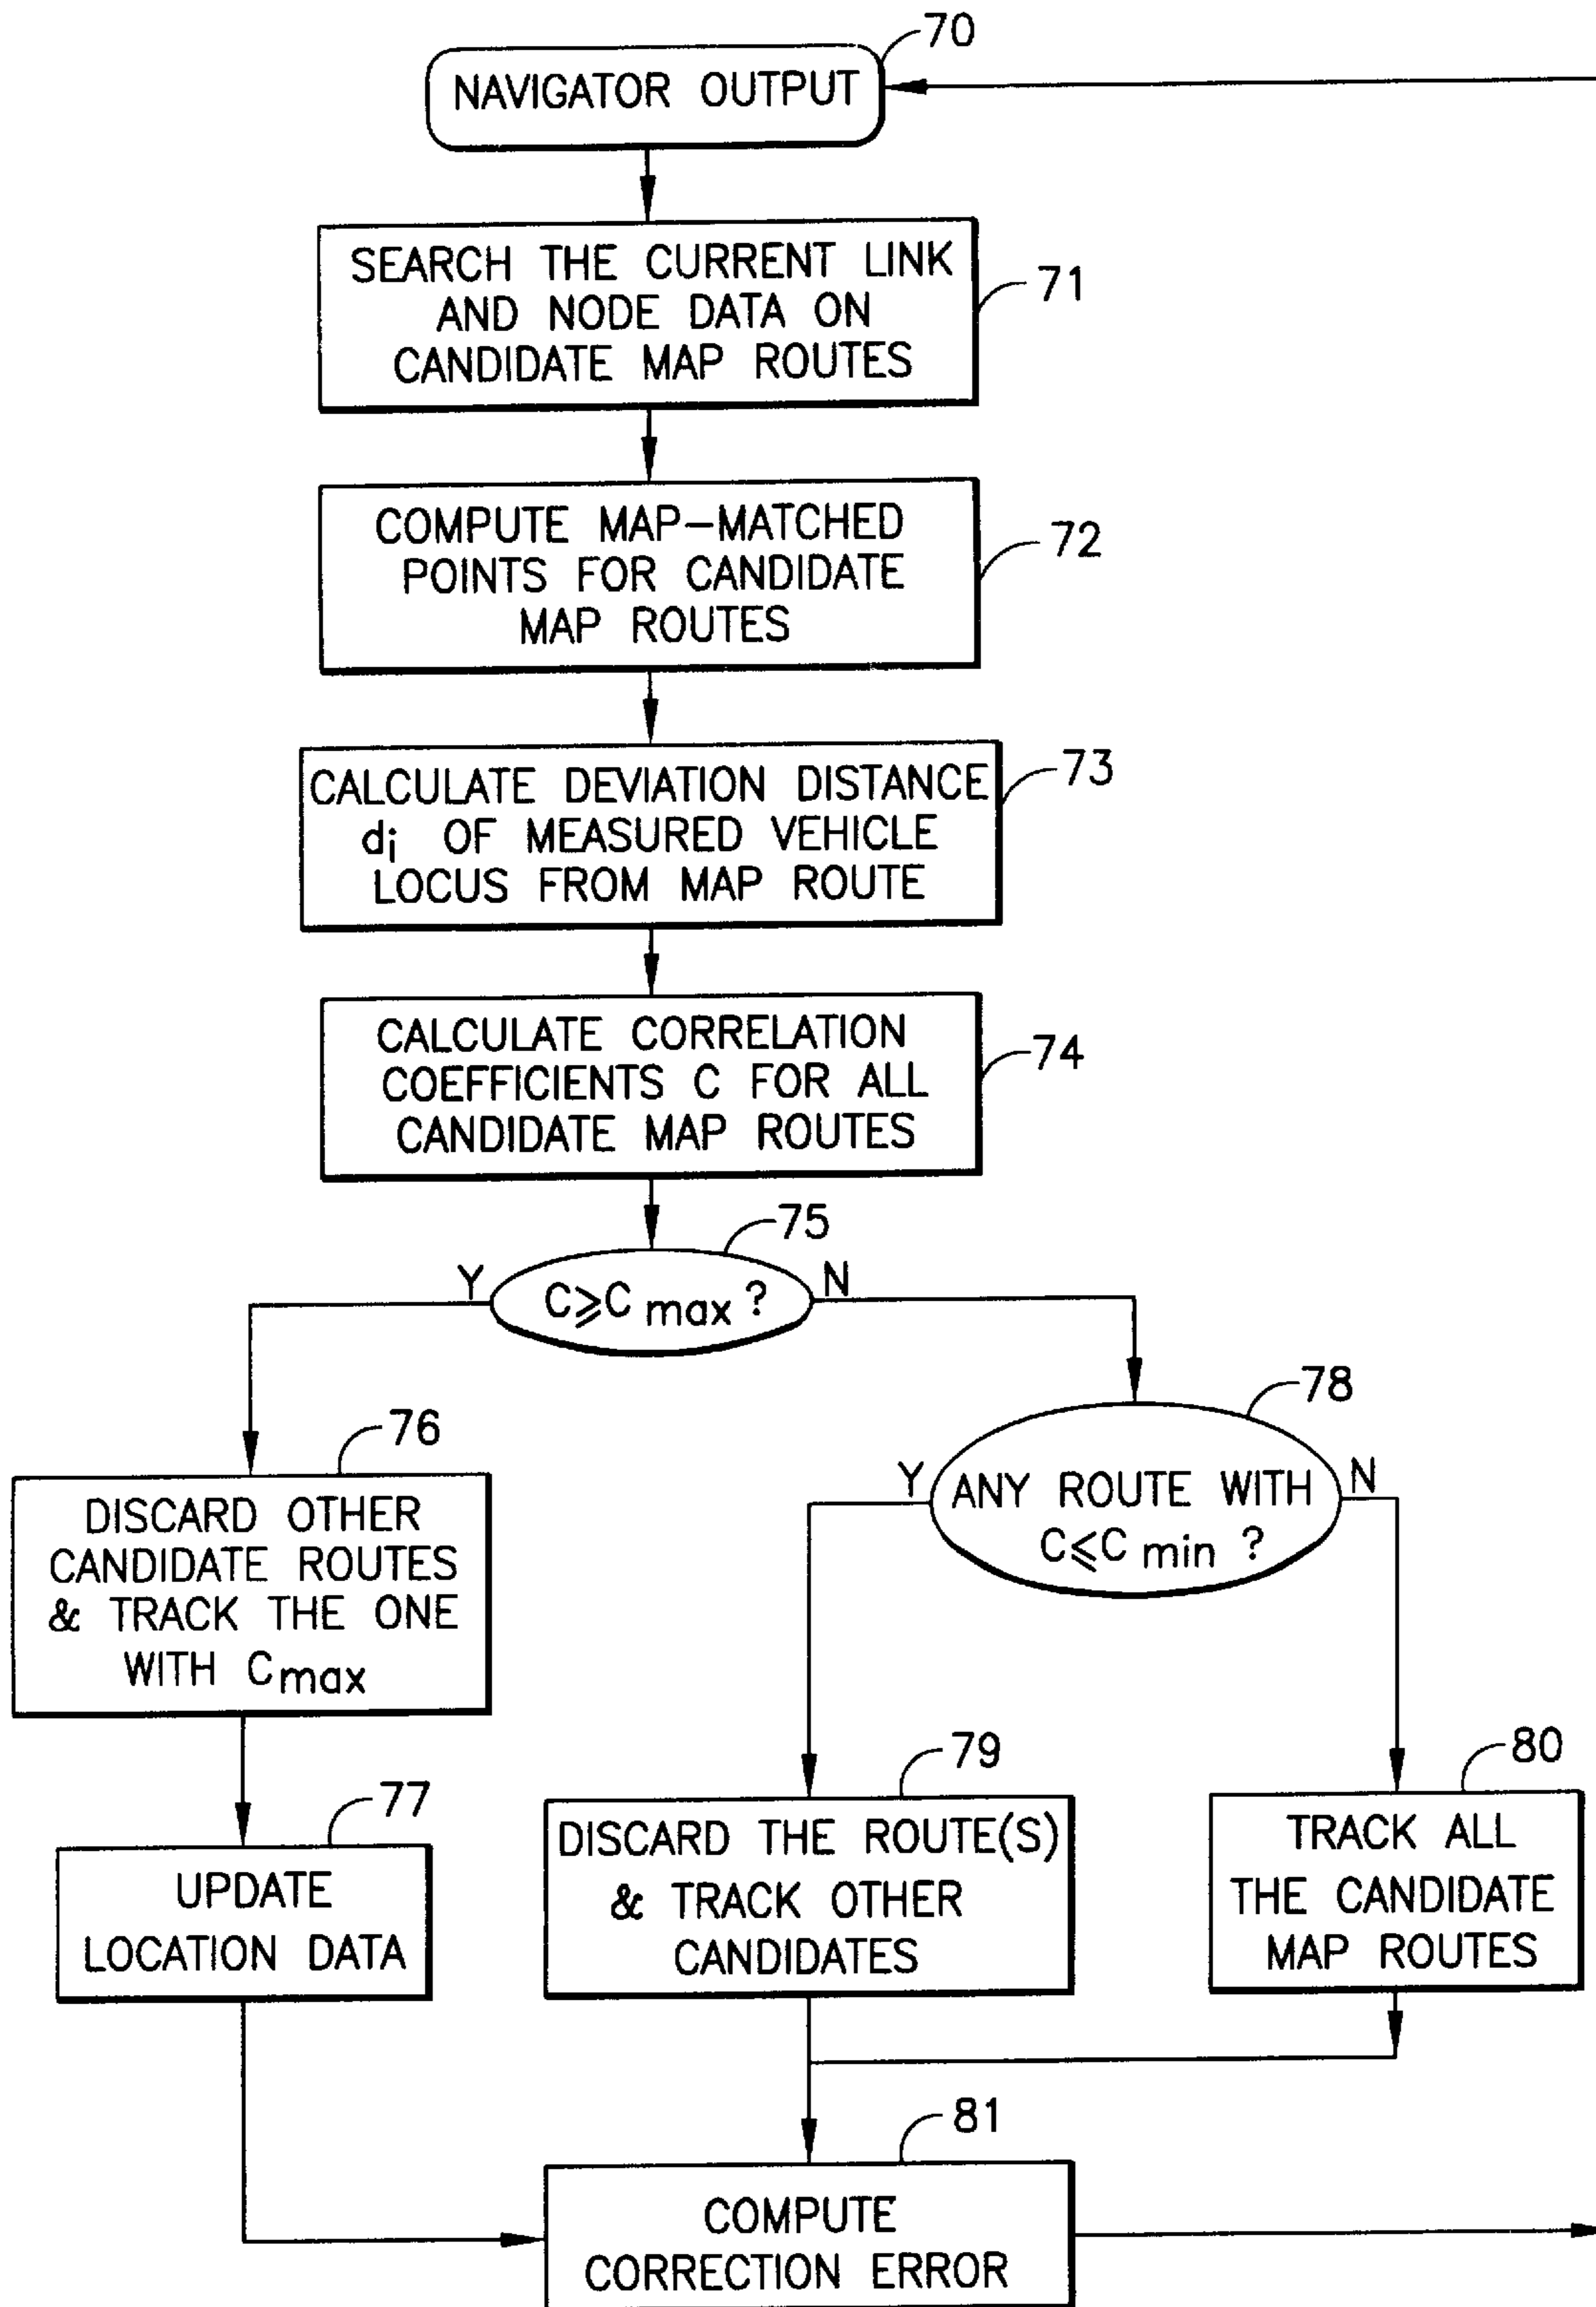 70
NAVIGATOR OUTPUT
SEARCH THE CURRENT LINK
AND NODE DATA ON
CANDIDATE MAP ROUTES
71
COMPUTE MAP-MATCHED
POINTS FOR CANDIDATE
MAP ROUTES
72
CALCULATE DEVIATION DISTANCE
di OF MEASURED VEHICLE
LOCUS FROM MAP ROUTE
73
CALCULATE CORRELATION
COEFFICIENTS C FOR ALL
CANDIDATE MAP ROUTES
74
75
Y
C⩾C max ?
N
78
Y
ANY ROUTE WITH
C⩽C min ?
N
76
DISCARD OTHER
CANDIDATE ROUTES
& TRACK THE ONE
WITH Cmax
77
UPDATE
LOCATION DATA
79
DISCARD THE ROUTE(S)
& TRACK OTHER
CANDIDATES
80
TRACK ALL
THE CANDIDATE
MAP ROUTES
81
COMPUTE
CORRECTION ERROR